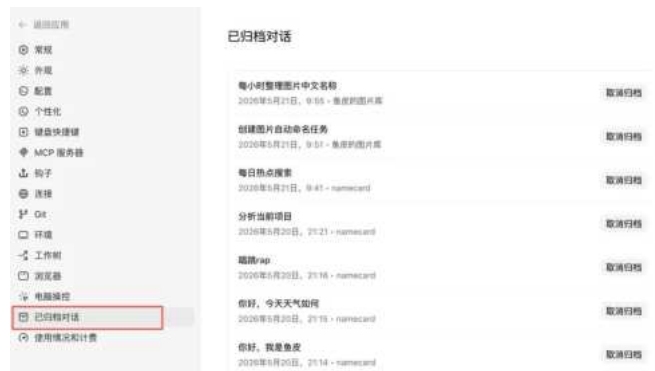 ← 返回应用
常规
外观
配置
个性化
键盘快捷键
MCP 服务器
钩子
连接
Git
环境
工作树
浏览器
电脑操控
已归档对话
使用情况和计费
已归档对话
每小时整理图片中文名称
取消归档
2026年5月21日，9:55 · 鱼皮的图片库
创建图片自动命名任务
取消归档
2026年5月21日，9:51 · 鱼皮的图片库
每日热点搜索
取消归档
2026年5月21日，9:41 · namecard
分析当前项目
取消归档
2026年5月20日，21:21 · namecard
唱跳rap
取消归档
2026年5月20日，21:16 · namecard
你好，今天天气如何
取消归档
2026年5月20日，21:15 · namecard
你好，我是鱼皮
取消归档
2026年5月20日，21:14 · namecard